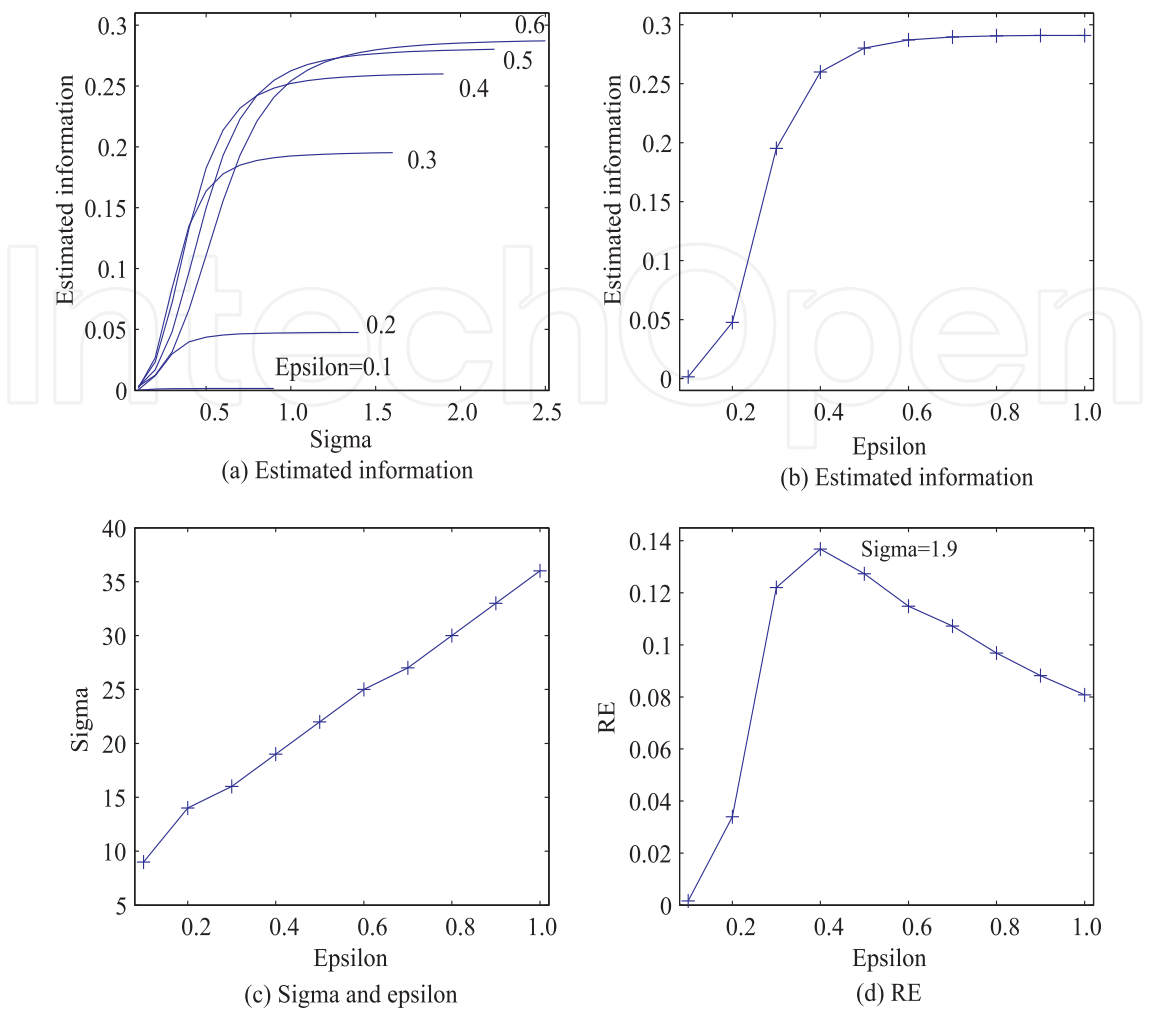 0.3
0.25
0.2
0.15
0.1
0.05
0
Estimated information
0.6
0.5
0.4
0.3
0.2
Epsilon=0.1
0.5 1.0 1.5 2.0 2.5
Sigma
(a) Estimated information
0.3
0.25
0.2
0.15
0.1
0.05
0
Estimated information
0.2 0.4 0.6 0.8 1.0
Epsilon
(b) Estimated information
40
35
30
25
20
15
10
5
Sigma
0.2 0.4 0.6 0.8 1.0
Epsilon
(c) Sigma and epsilon
0.14
0.12
0.1
0.08
0.06
0.04
0.02
0
RE
Sigma=1.9
0.2 0.4 0.6 0.8 1.0
Epsilon
(d) RE
IntechOpen